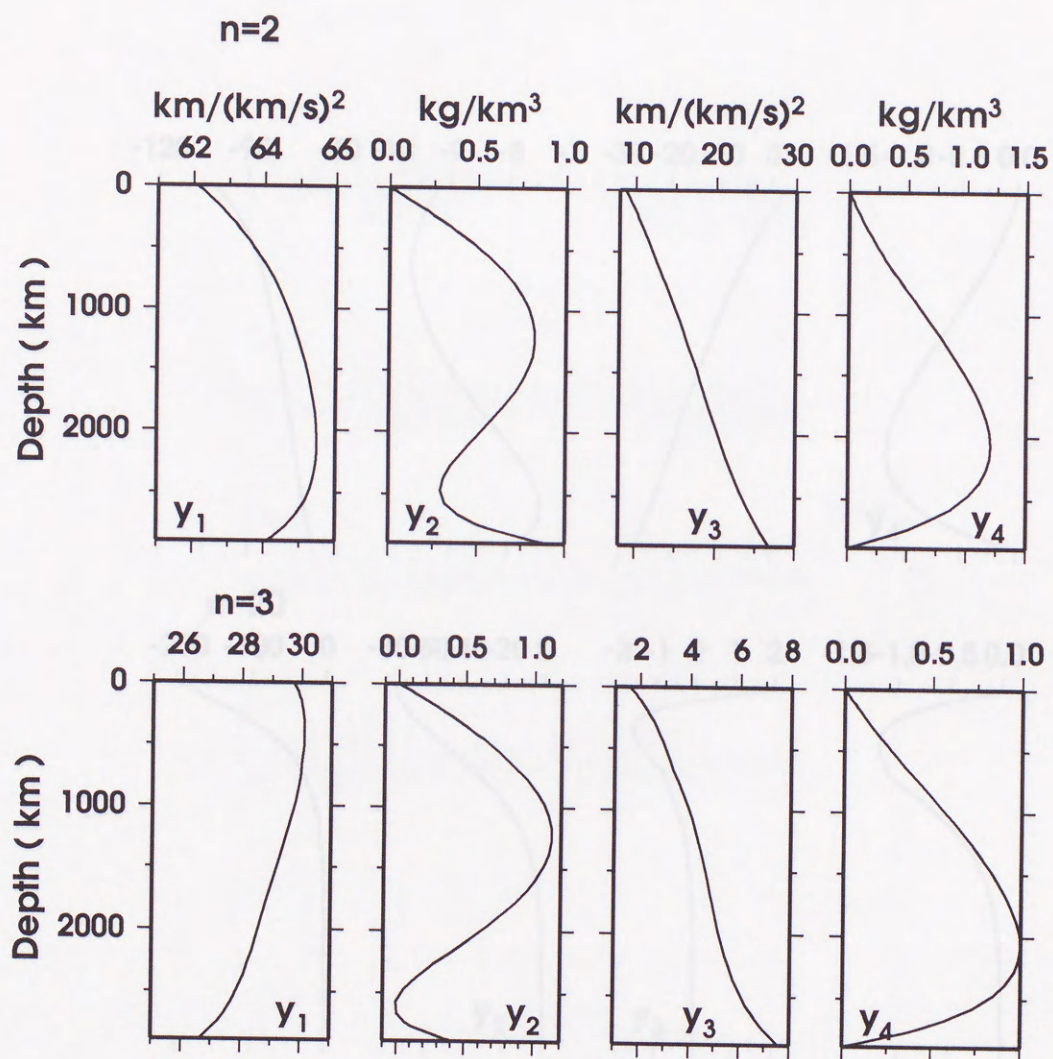 n=2
km/(km/s)² kg/km³ km/(km/s)² kg/km³
62 64 66 0.0 0.5 1.0 10 20 30 0.0 0.5 1.0 1.5
0
1000
2000
Depth ( km )
y₁ y₂ y₃ y₄
n=3
26 28 30 0.0 0.5 1.0 2 4 6 8 0.0 0.5 1.0
0
1000
2000
Depth ( km )
y₁ y₂ y₃ y₄